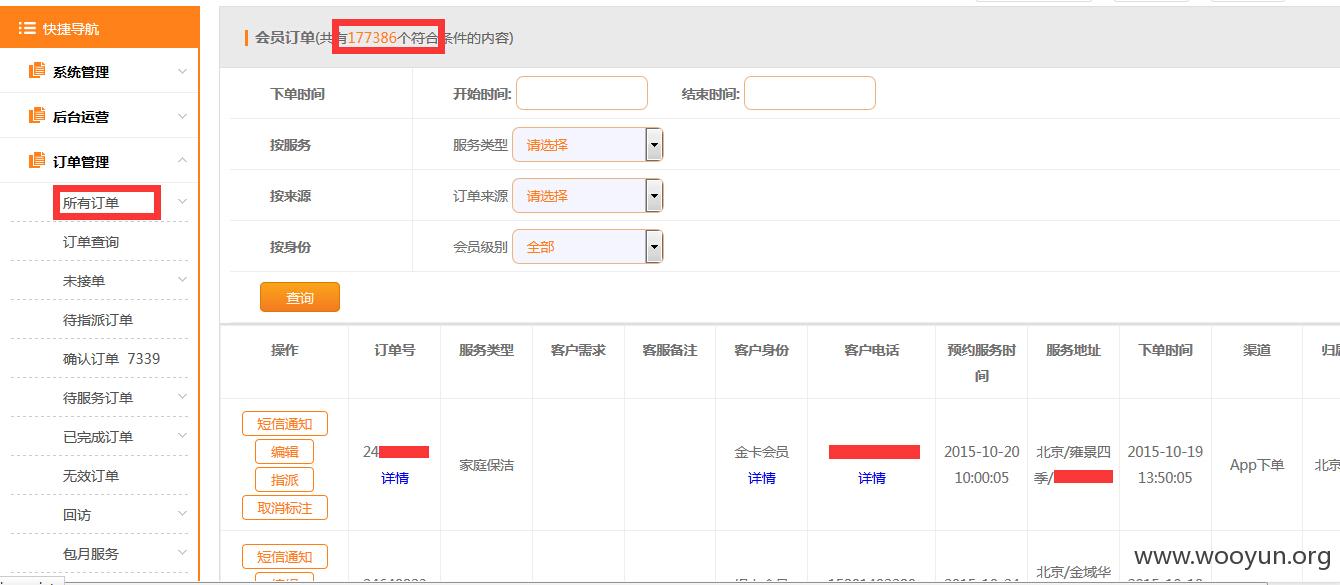 快捷导航
系统管理
后台运营
订单管理
所有订单
订单查询
未接单
待指派订单
确认订单 7339
待服务订单
已完成订单
无效订单
回访
包月服务
会员订单(共有177386个符合条件的内容)
下单时间 开始时间: 结束时间:
按服务 服务类型 请选择
按来源 订单来源 请选择
按身份 会员级别 全部
查询
操作 订单号 服务类型 客户需求 客服备注 客户身份 客户电话 预约服务时间 服务地址 下单时间 渠道 归
短信通知
编辑
指派
取消标注
24
详情
家庭保洁
金卡会员
详情
详情
2015-10-20
10:00:05
北京/雍景四
季/
2015-10-19
13:50:05
App下单
北京
短信通知
北京/金域华
www.wooyun.org